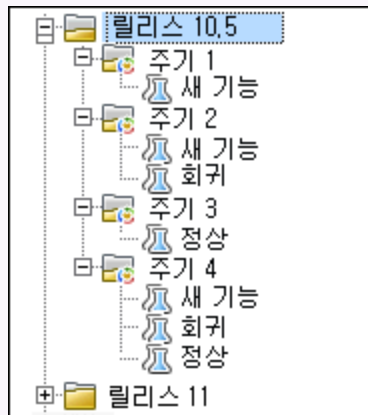 릴리스 10,5
주기 1
새 기능
주기 2
새 기능
회귀
주기 3
정상
주기 4
새 기능
회귀
정상
릴리스 11